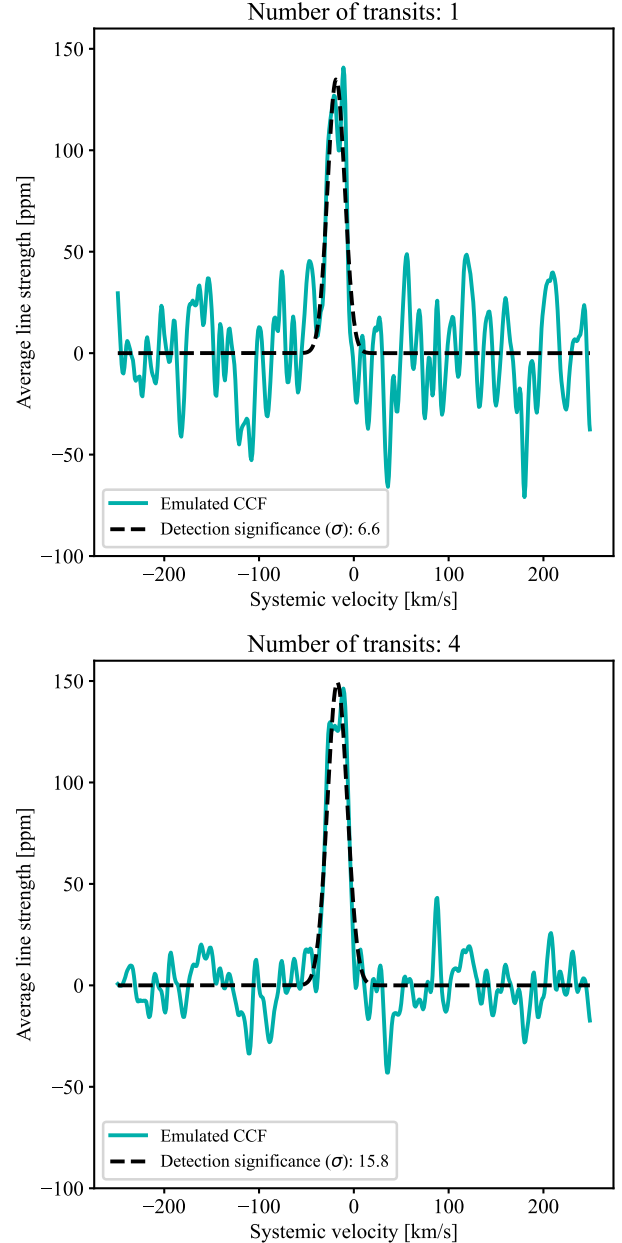 Number of transits: 1
Average line strength [ppm]
150
100
50
0
−50
−100
Emulated CCF
Detection significance (σ): 6.6
−200 −100 0 100 200
Systemic velocity [km/s]
Number of transits: 4
Average line strength [ppm]
150
100
50
0
−50
−100
Emulated CCF
Detection significance (σ): 15.8
−200 −100 0 100 200
Systemic velocity [km/s]